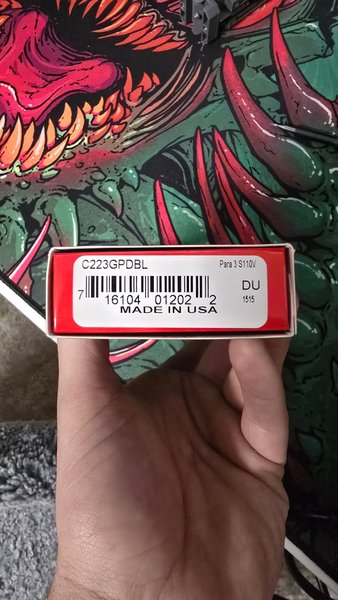 C223GPDBL Para 3 S110V
7 16104 01202 2 DU
MADE IN USA 1515